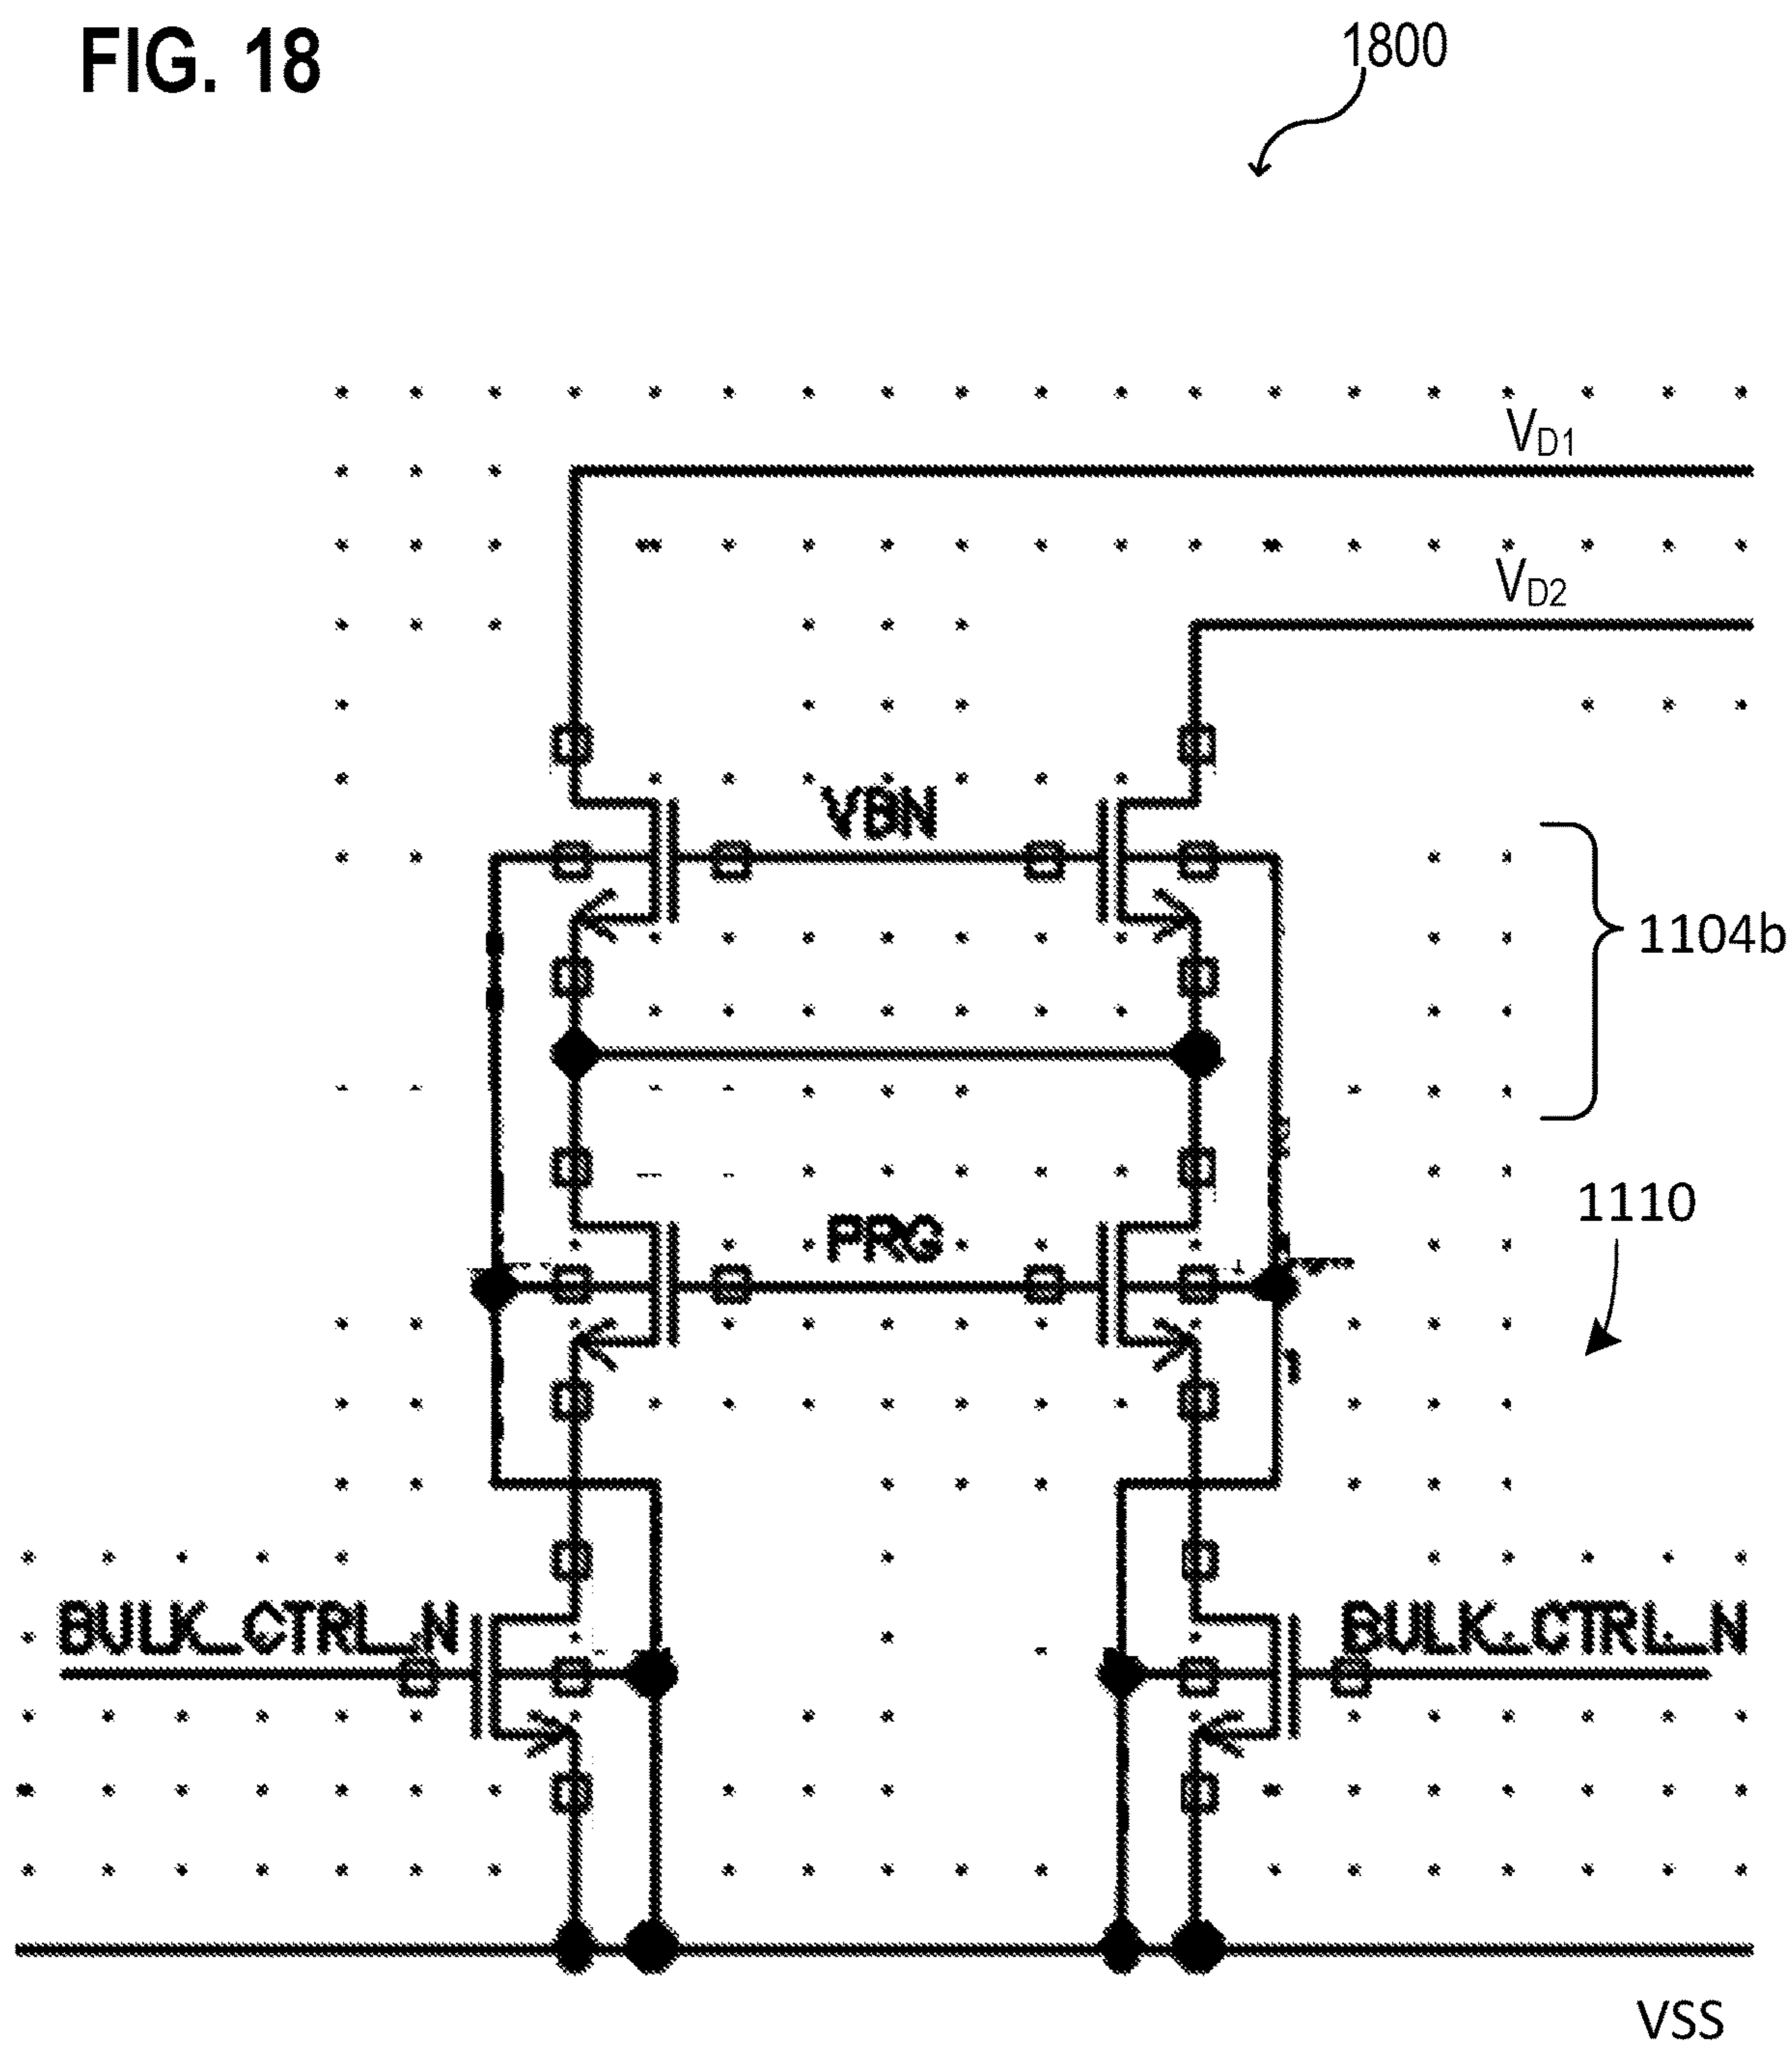 FIG. 18
1800
VD1
VD2
VBN
1104b
1110
PRG
BULK_CTRL_N
BULK_CTRL_N
VSS